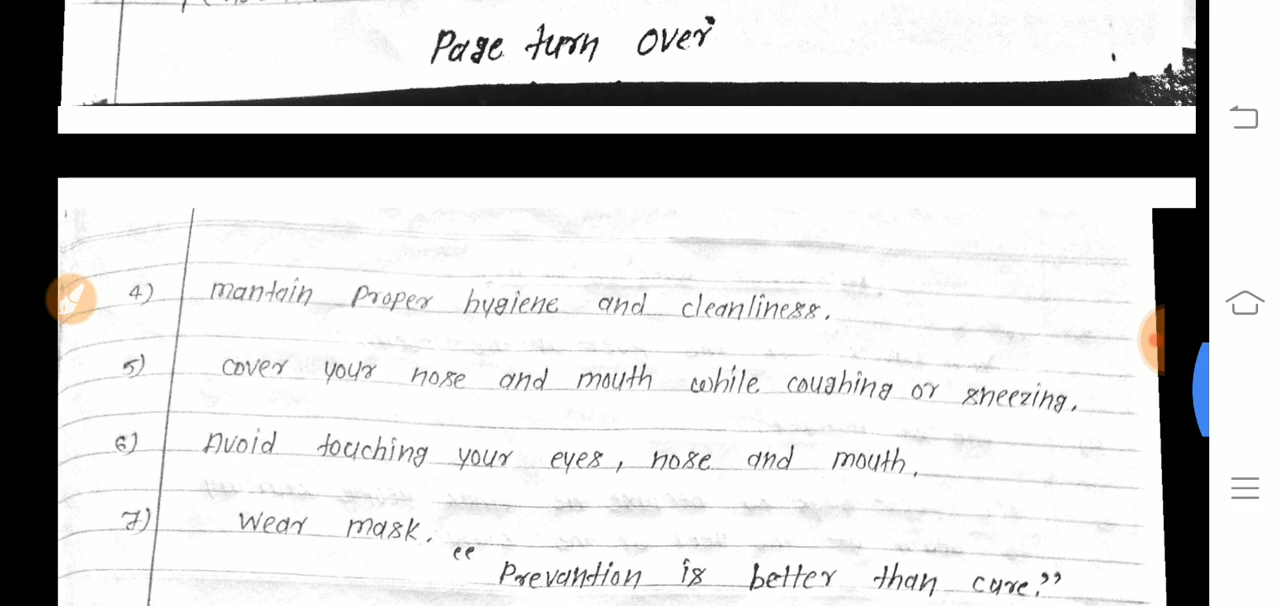 Page turn over
4) mantain proper hygiene and cleanliness.
5) cover your nose and mouth while coughing or sneezing.
6) Avoid touching your eyes, nose and mouth.
7) Wear mask.
“ Prevantion is better than cure.”